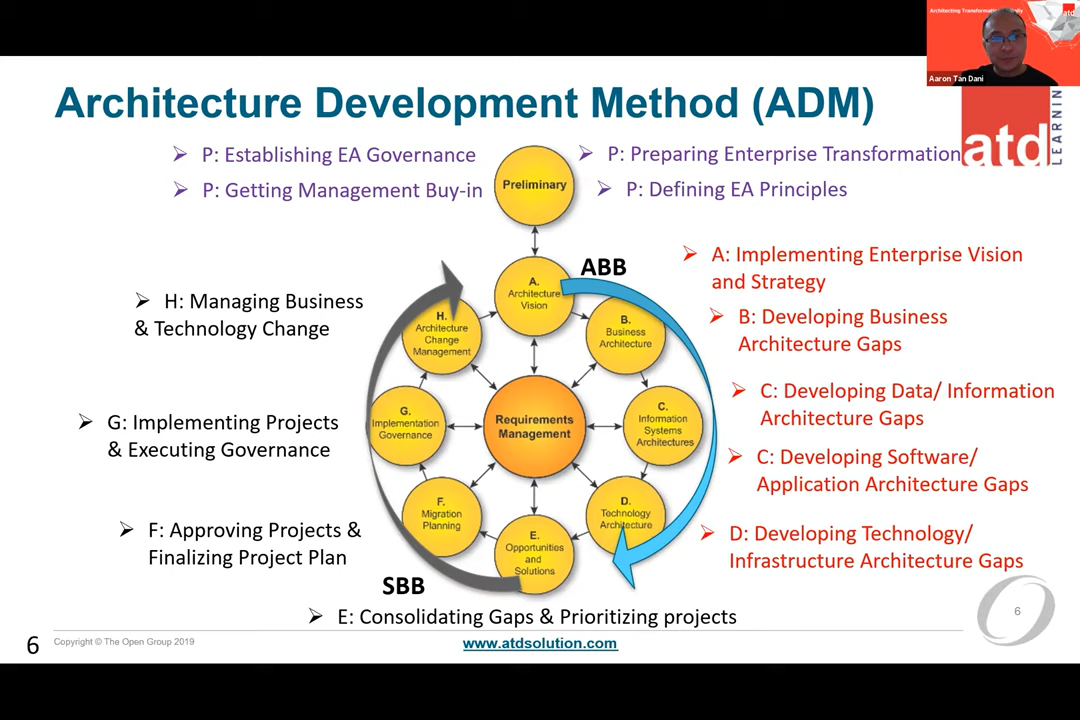 Architecting Transformation
atd
Aaron Tan Dani
atd
LEARNIN
Architecture Development Method (ADM)
➢ P: Establishing EA Governance
➢ P: Getting Management Buy-in
➢ P: Preparing Enterprise Transformation
➢ P: Defining EA Principles
Preliminary
ABB
A.
Architecture
Vision
B.
Business
Architecture
C.
Information
Systems
Architectures
D.
Technology
Architecture
E.
Opportunities
and
Solutions
F.
Migration
Planning
G.
Implementation
Governance
H.
Architecture
Change
Management
Requirements
Management
SBB
➢ A: Implementing Enterprise Vision
and Strategy
➢ B: Developing Business
Architecture Gaps
➢ C: Developing Data/ Information
Architecture Gaps
➢ C: Developing Software/
Application Architecture Gaps
➢ D: Developing Technology/
Infrastructure Architecture Gaps
➢ E: Consolidating Gaps & Prioritizing projects
➢ F: Approving Projects &
Finalizing Project Plan
➢ G: Implementing Projects
& Executing Governance
➢ H: Managing Business
& Technology Change
6
6
Copyright © The Open Group 2019
www.atdsolution.com